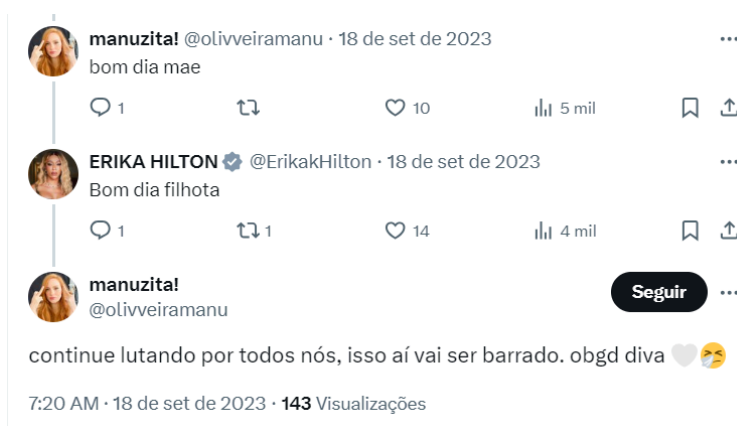 manuzita! @olivveiramanu · 18 de set de 2023
bom dia mae
1 10 5 mil
ERIKA HILTON @ErikakHilton · 18 de set de 2023
Bom dia filhota
1 1 14 4 mil
manuzita!
Seguir
@olivveiramanu
continue lutando por todos nós, isso aí vai ser barrado. obgd diva 🤍🤧
7:20 AM · 18 de set de 2023 · 143 Visualizações